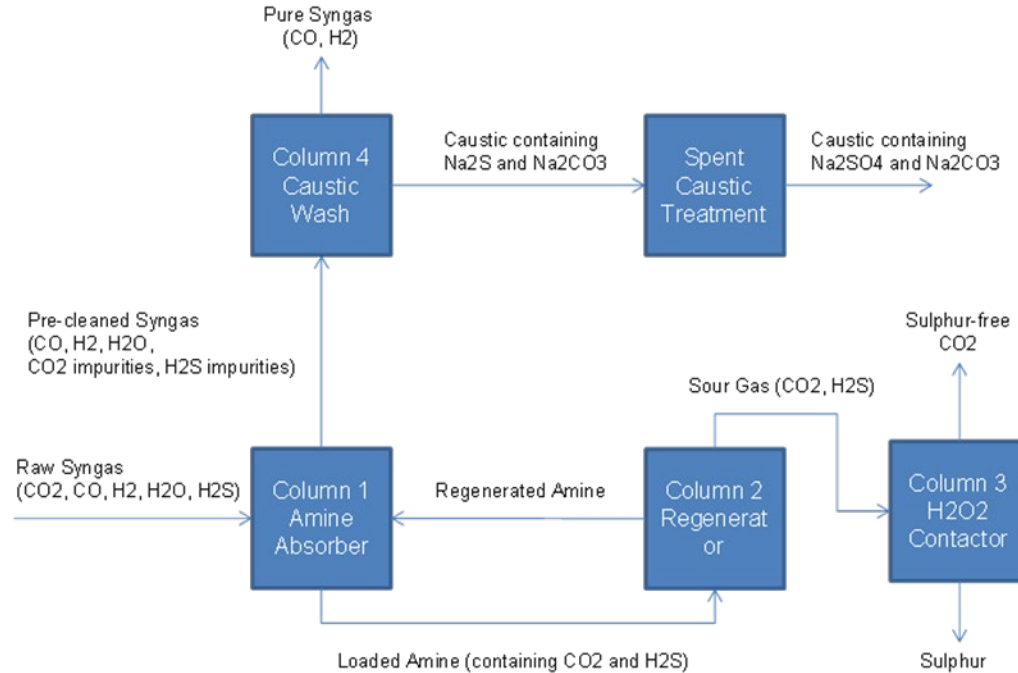 Pure Syngas
(CO, H2)
Column 4
Caustic
Wash
Caustic containing
Na2S and Na2CO3
Spent
Caustic
Treatment
Caustic containing
Na2SO4 and Na2CO3
Pre-cleaned Syngas
(CO, H2, H2O,
CO2 impurities, H2S impurities)
Sulphur-free
CO2
Sour Gas (CO2, H2S)
Raw Syngas
(CO2, CO, H2, H2O, H2S)
Column 1
Amine
Absorber
Regenerated Amine
Column 2
Regenerat
or
Column 3
H2O2
Contactor
Loaded Amine (containing CO2 and H2S)
Sulphur